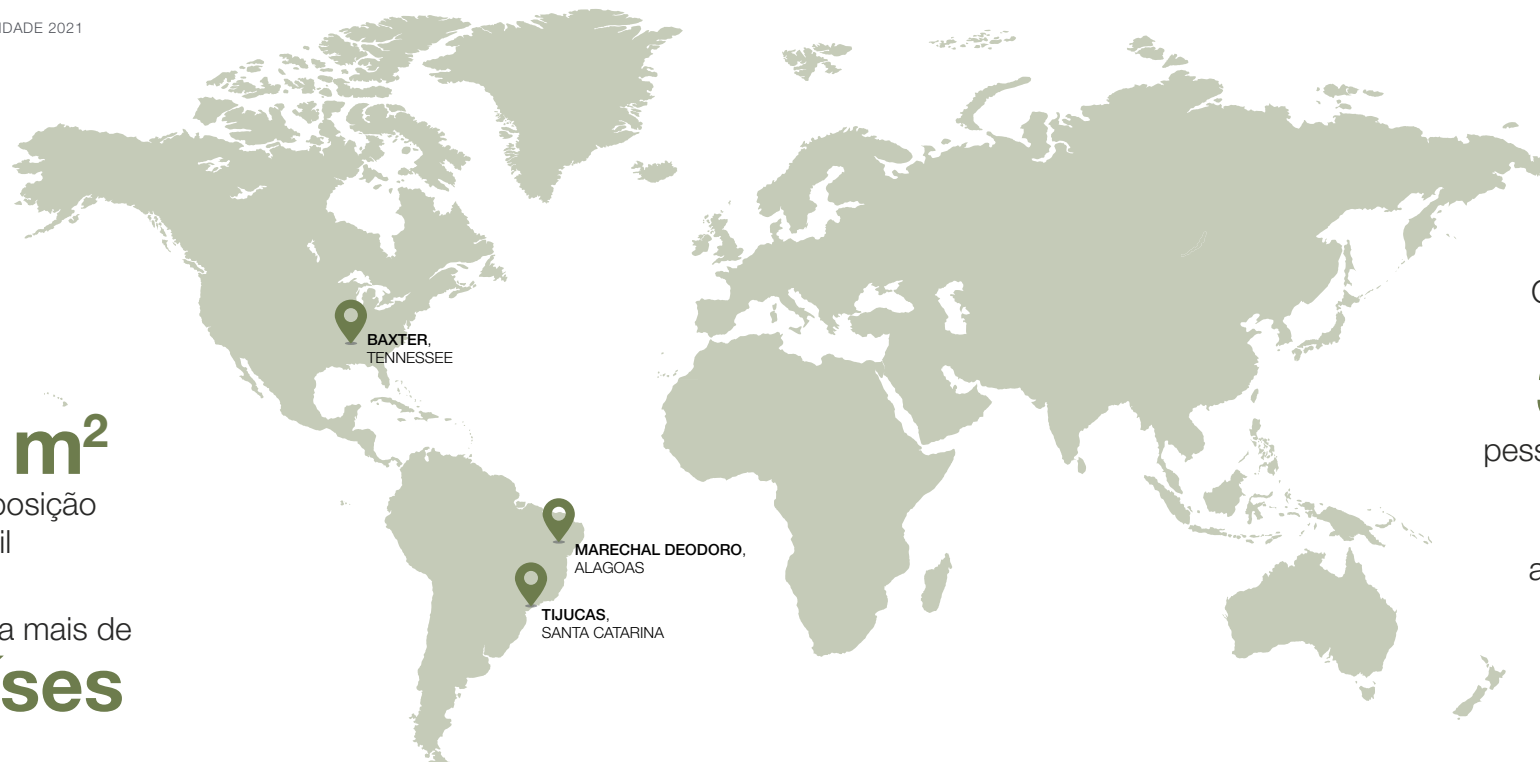 IDADE 2021
BAXTER,
TENNESSEE
m²
posição
il
MARECHAL DEODORO,
ALAGOAS
TIJUCAS,
SANTA CATARINA
a mais de
íses
pess
a